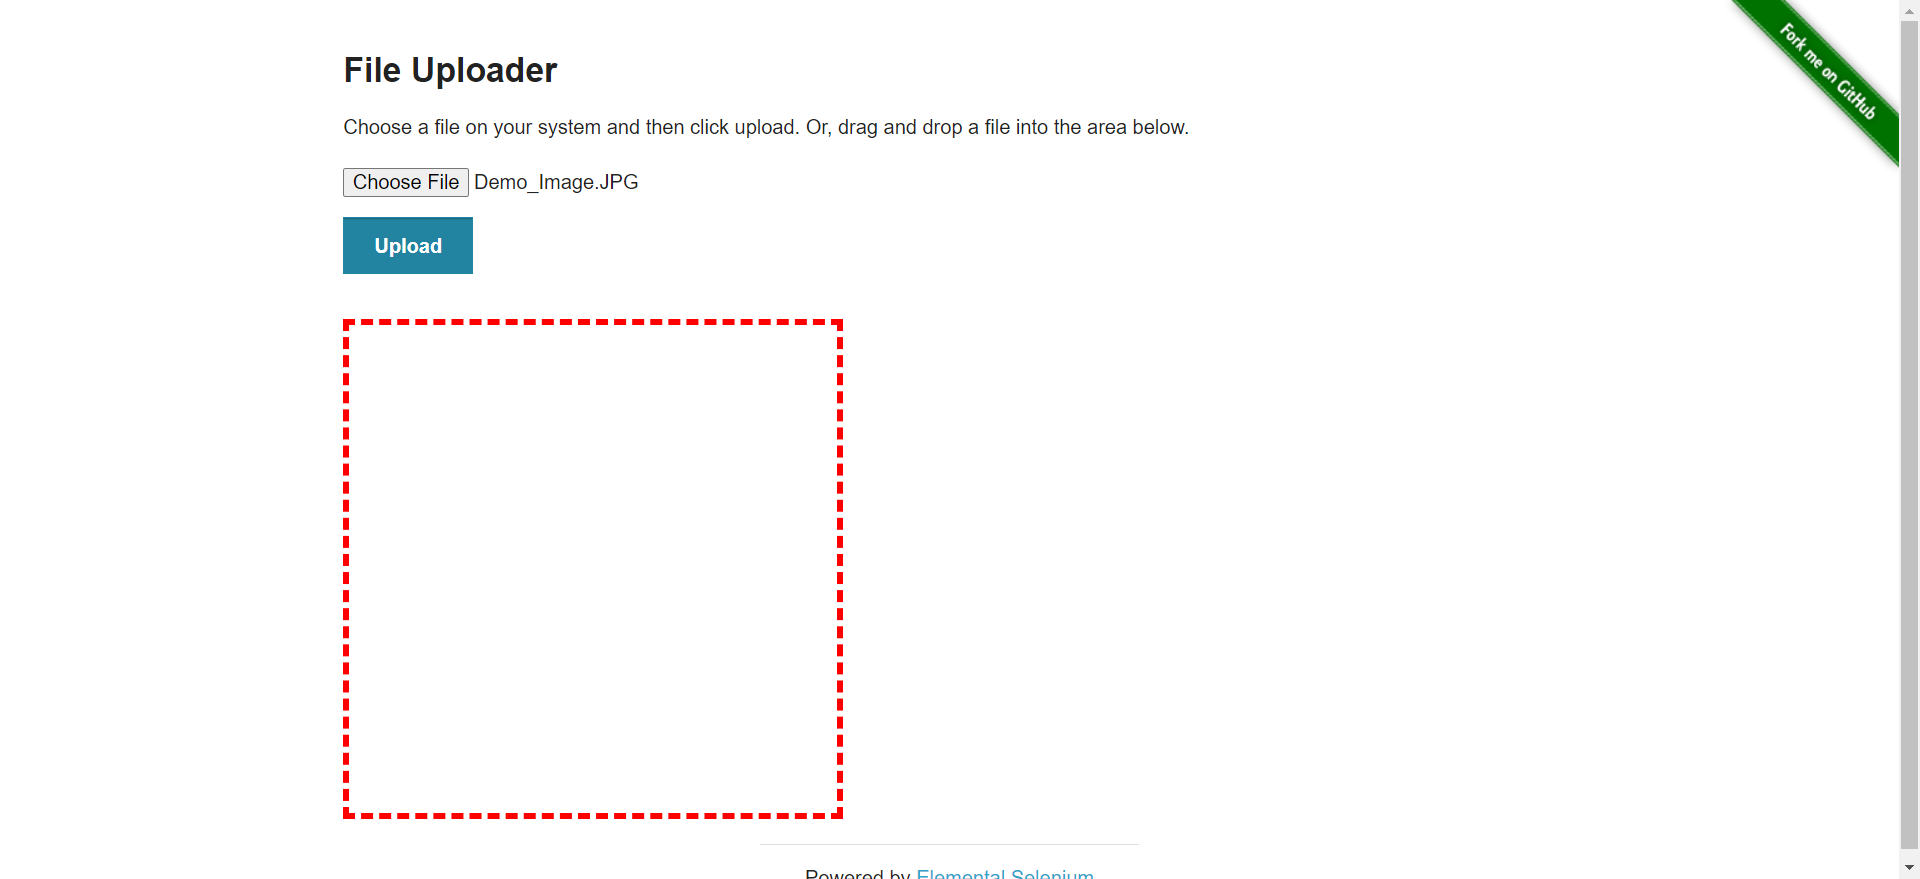 Fork me on GitHub
File Uploader
Choose a file on your system and then click upload. Or, drag and drop a file into the area below.
Choose File Demo_Image.JPG
Upload
Powered by Elemental Selenium